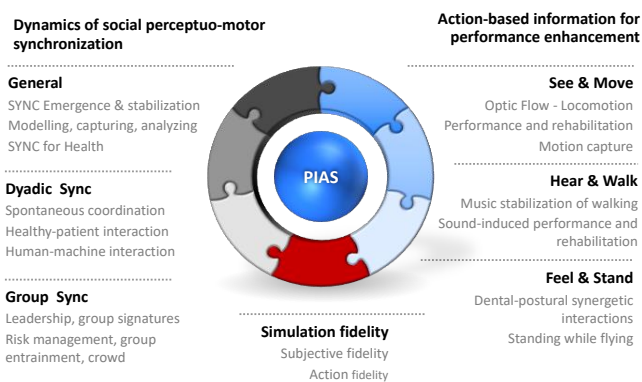 Dynamics of social perceptuo-motor
synchronization
General
SYNC Emergence & stabilization
Modelling, capturing, analyzing
SYNC for Health
Dyadic Sync
Spontaneous coordination
Healthy-patient interaction
Human-machine interaction
Group Sync
Leadership, group signatures
Risk management, group
entrainment, crowd
PIAS
Simulation fidelity
Subjective fidelity
Action fidelity
Action-based information for
performance enhancement
See & Move
Optic Flow - Locomotion
Performance and rehabilitation
Motion capture
Hear & Walk
Music stabilization of walking
Sound-induced performance and
rehabilitation
Feel & Stand
Dental-postural synergetic
interactions
Standing while flying